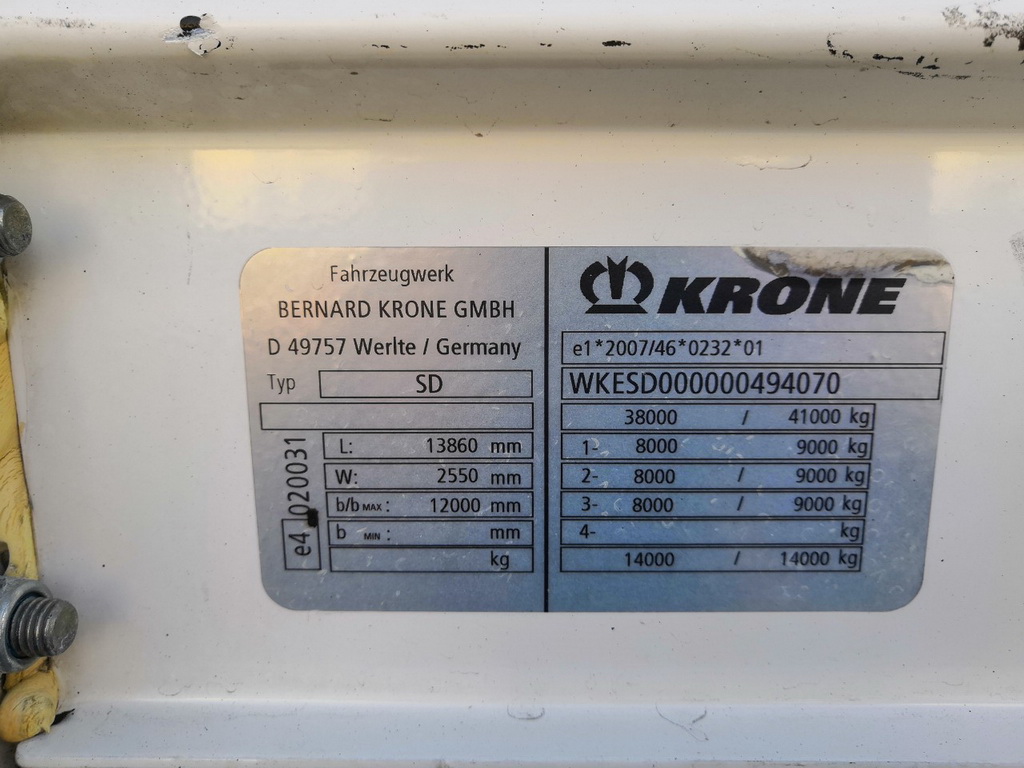 Fahrzeugwerk
BERNARD KRONE GMBH
D 49757 Werlte / Germany
Typ SD
L: 13860 mm
W: 2550 mm
b/b MAX: 12000 mm
b MIN: mm
kg
e4 020031
KRONE
e1*2007/46*0232*01
WKESD000000494070
38000 / 41000 kg
1- 8000 9000 kg
2- 8000 9000 kg
3- 8000 9000 kg
4- kg
14000 / 14000 kg